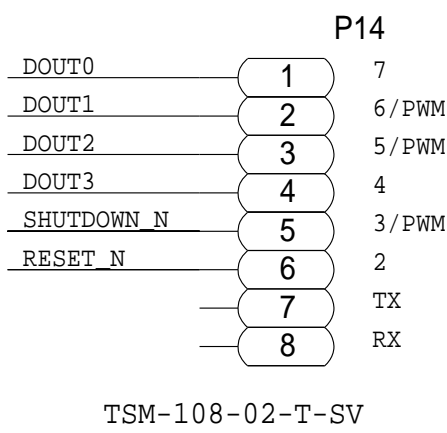 P14
DOUT0 1 7
DOUT1 2 6/PWM
DOUT2 3 5/PWM
DOUT3 4 4
SHUTDOWN_N 5 3/PWM
RESET_N 6 2
7 TX
8 RX
TSM-108-02-T-SV